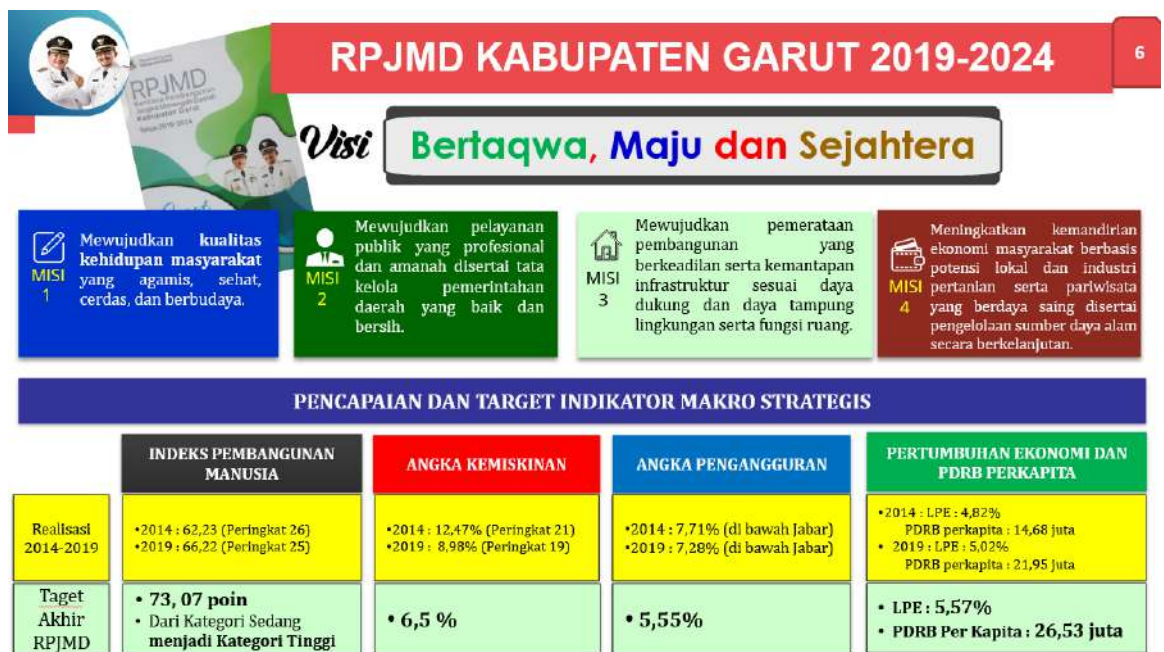 RPJMD KABUPATEN GARUT 2019-2024
6
RPJMD
Rencana Pembangunan
Jangka Menengah Daerah
Kabupaten Garut
Visi
Bertaqwa, Maju dan Sejahtera
MISI
1
Mewujudkan kualitas
kehidupan masyarakat
yang agamis, sehat,
cerdas, dan berbudaya.
MISI
2
Mewujudkan pelayanan
publik yang profesional
dan amanah disertai tata
kelola pemerintahan
daerah yang baik dan
bersih.
MISI
3
Mewujudkan pemerataan
pembangunan yang
berkeadilan serta kemantapan
infrastruktur sesuai daya
dukung dan daya tampung
lingkungan serta fungsi ruang.
MISI
4
Meningkatkan kemandirian
ekonomi masyarakat berbasis
potensi lokal dan industri
pertanian serta pariwisata
yang berdaya saing disertai
pengelolaan sumber daya alam
secara berkelanjutan.
PENCAPAIAN DAN TARGET INDIKATOR MAKRO STRATEGIS
INDEKS PEMBANGUNAN
MANUSIA
ANGKA KEMISKINAN
ANGKA PENGANGGURAN
PERTUMBUHAN EKONOMI DAN
PDRB PERKAPITA
Realisasi
2014-2019
•2014 : 62,23 (Peringkat 26)
•2019 : 66,22 (Peringkat 25)
•2014 : 12,47% (Peringkat 21)
•2019 : 8,98% (Peringkat 19)
•2014 : 7,71% (di bawah Jabar)
•2019 : 7,28% (di bawah Jabar)
•2014 : LPE : 4,82%
PDRB perkapita : 14,68 juta
• 2019 : LPE : 5,02%
PDRB perkapita : 21,95 juta
Taget
Akhir
RPJMD
• 73, 07 poin
• Dari Kategori Sedang
menjadi Kategori Tinggi
• 6,5 %
• 5,55%
• LPE : 5,57%
• PDRB Per Kapita : 26,53 juta